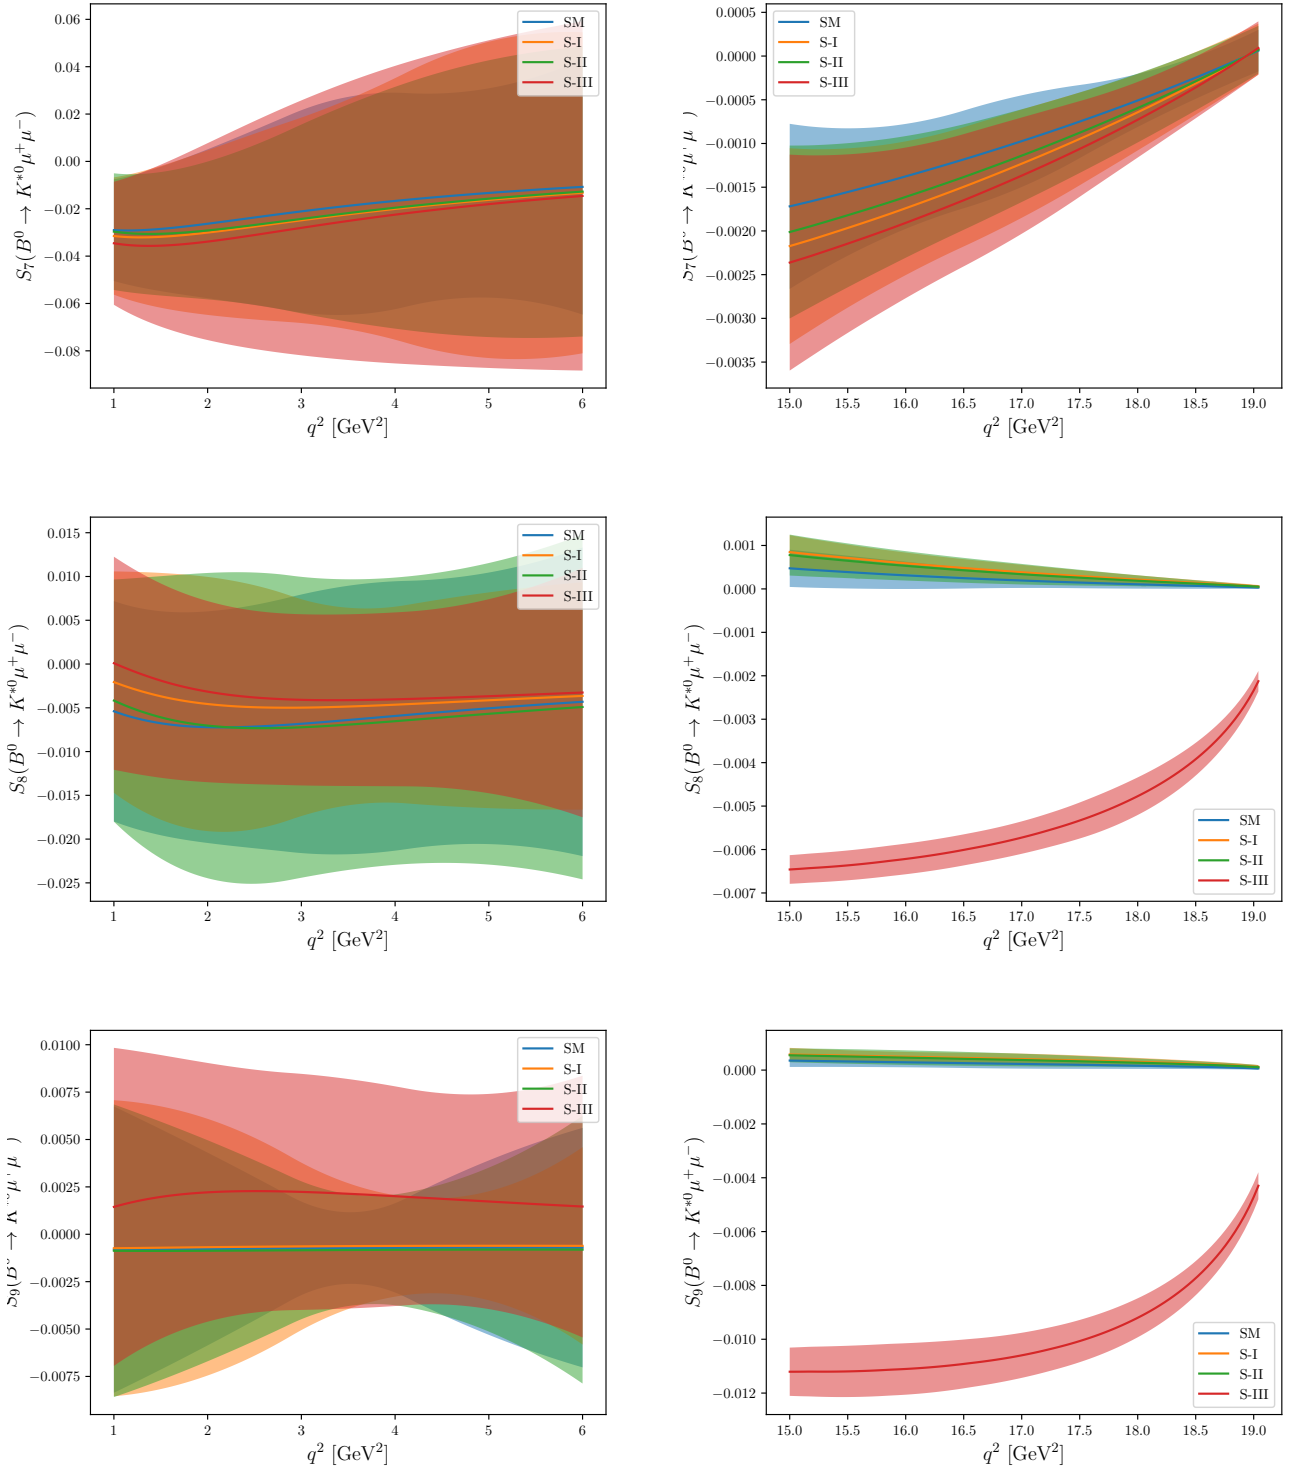 0.06
0.04
0.02
0.00
−0.02
−0.04
−0.06
−0.08
S7(B0 → K*0μ+μ−)
SM
S-I
S-II
S-III
1 2 3 4 5 6
q2 [GeV2]
0.0005
0.0000
−0.0005
−0.0010
−0.0015
−0.0020
−0.0025
−0.0030
−0.0035
SM
S-I
S-II
S-III
15.0 15.5 16.0 16.5 17.0 17.5 18.0 18.5 19.0
q2 [GeV2]
0.015
0.010
0.005
0.000
−0.005
−0.010
−0.015
−0.020
−0.025
S8(B0 → K*0μ+μ−)
SM
S-I
S-II
S-III
1 2 3 4 5 6
q2 [GeV2]
0.001
0.000
−0.001
−0.002
−0.003
−0.004
−0.005
−0.006
−0.007
S8(B0 → K*0μ+μ−)
SM
S-I
S-II
S-III
15.0 15.5 16.0 16.5 17.0 17.5 18.0 18.5 19.0
q2 [GeV2]
0.0100
0.0075
0.0050
0.0025
0.0000
−0.0025
−0.0050
−0.0075
SM
S-I
S-II
S-III
1 2 3 4 5 6
q2 [GeV2]
0.000
−0.002
−0.004
−0.006
−0.008
−0.010
−0.012
S9(B0 → K*0μ+μ−)
SM
S-I
S-II
S-III
15.0 15.5 16.0 16.5 17.0 17.5 18.0 18.5 19.0
q2 [GeV2]